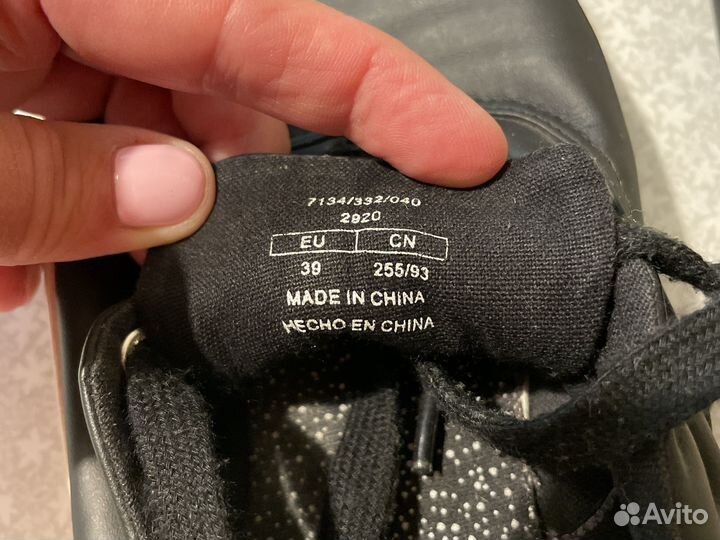 7134/332/040
2920
EU CN
39 255/93
MADE IN CHINA
HECHO EN CHINA
Avito